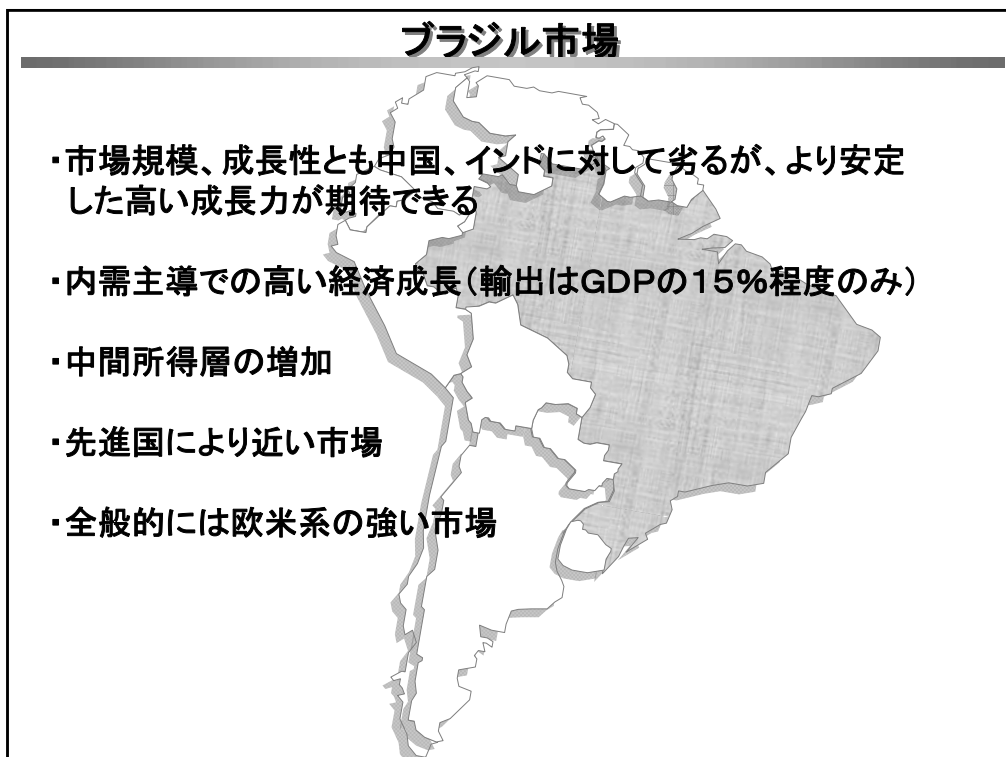 ブラジル市場
・市場規模、成長性とも中国、インドに対して劣るが、より安定
した高い成長力が期待できる
・内需主導での高い経済成長(輸出はGDPの15%程度のみ)
・中間所得層の増加
・先進国により近い市場
・全般的には欧米系の強い市場